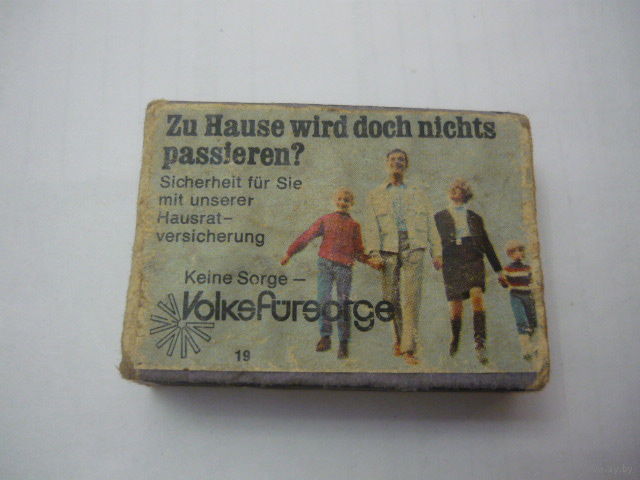 Zu Hause wird doch nichts
passieren?
Sicherheit für Sie
mit unserer
Hausrat-
versicherung
Keine Sorge –
Volksfürsorge
19